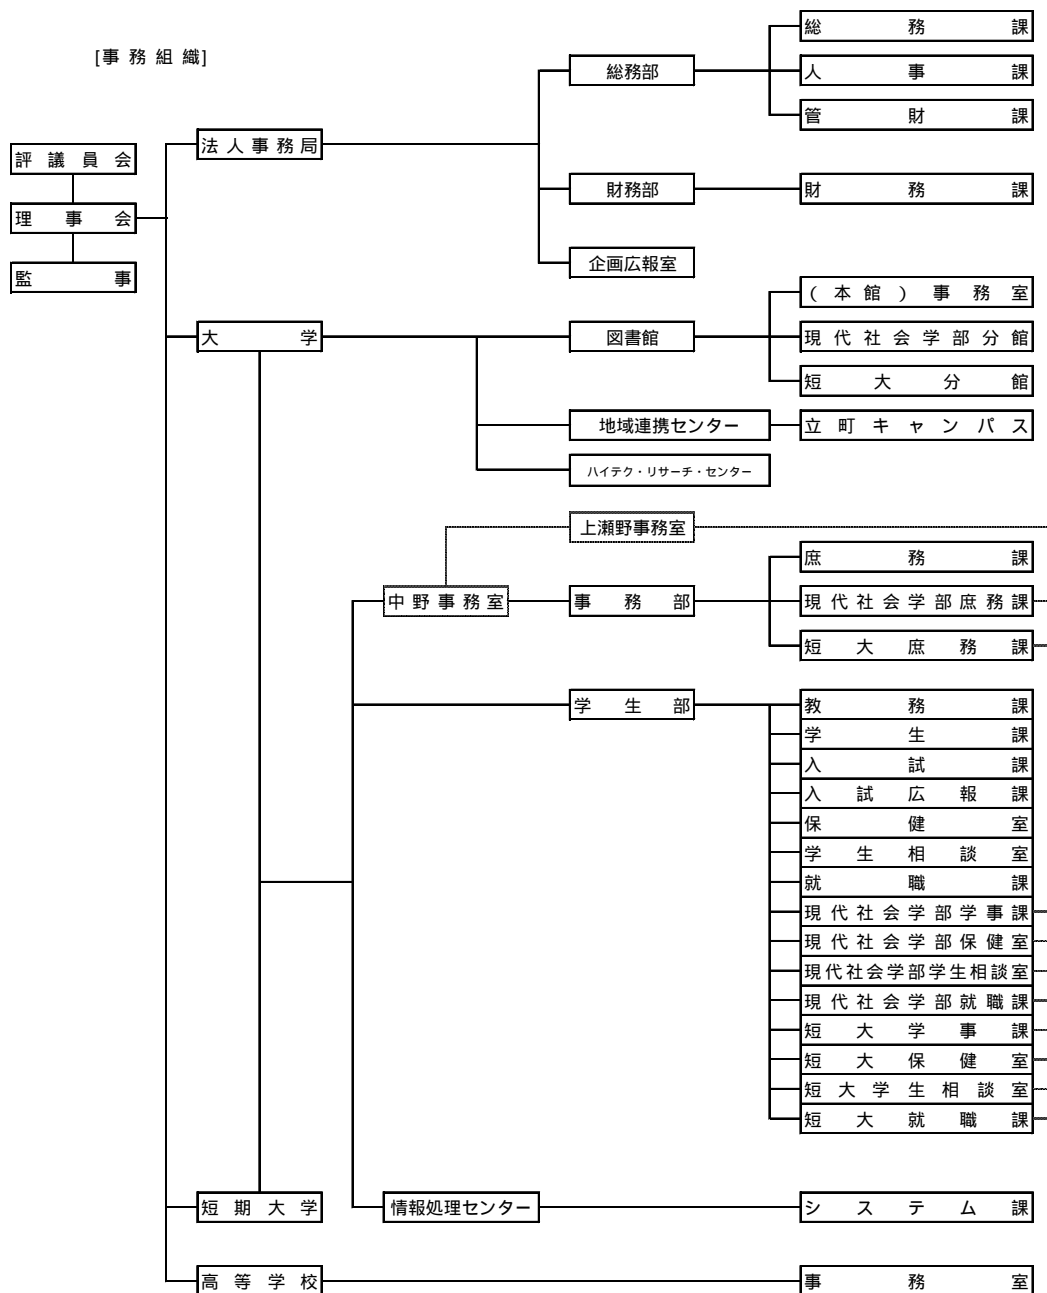 [事務組織]
総務課
総務部
人事課
管財課
法人事務局
評議員会
財務部
財務課
理事会
企画広報室
監事
(本館)事務室
大学
図書館
現代社会学部分館
短大分館
地域連携センター
立町キャンパス
ハイテク・リサーチ・センター
上瀬野事務室
庶務課
中野事務室
事務部
現代社会学部庶務課
短大庶務課
学生部
教務課
学生課
入試課
入試広報課
保健室
学生相談室
就職課
現代社会学部学事課
現代社会学部保健室
現代社会学部学生相談室
現代社会学部就職課
短大学事課
短大保健室
短大学生相談室
短大就職課
短期大学
情報処理センター
システム課
高等学校
事務室